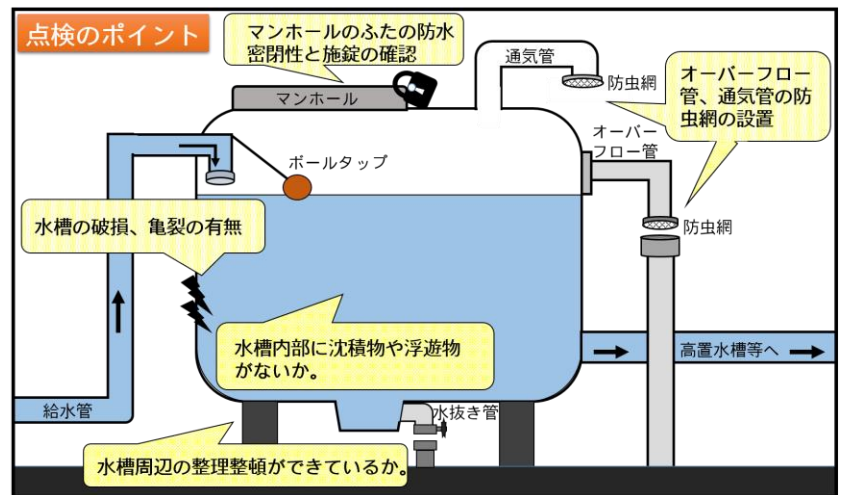 点検のポイント
マンホールのふたの防水
密閉性と施錠の確認
通気管
防虫網
オーバーフロー
管、通気管の防
虫網の設置
マンホール
オーバー
フロー管
ボールタップ
防虫網
水槽の破損、亀裂の有無
水槽内部に沈積物や浮遊物
がないか。
高置水槽等へ
給水管
水抜き管
水槽周辺の整理整頓ができているか。